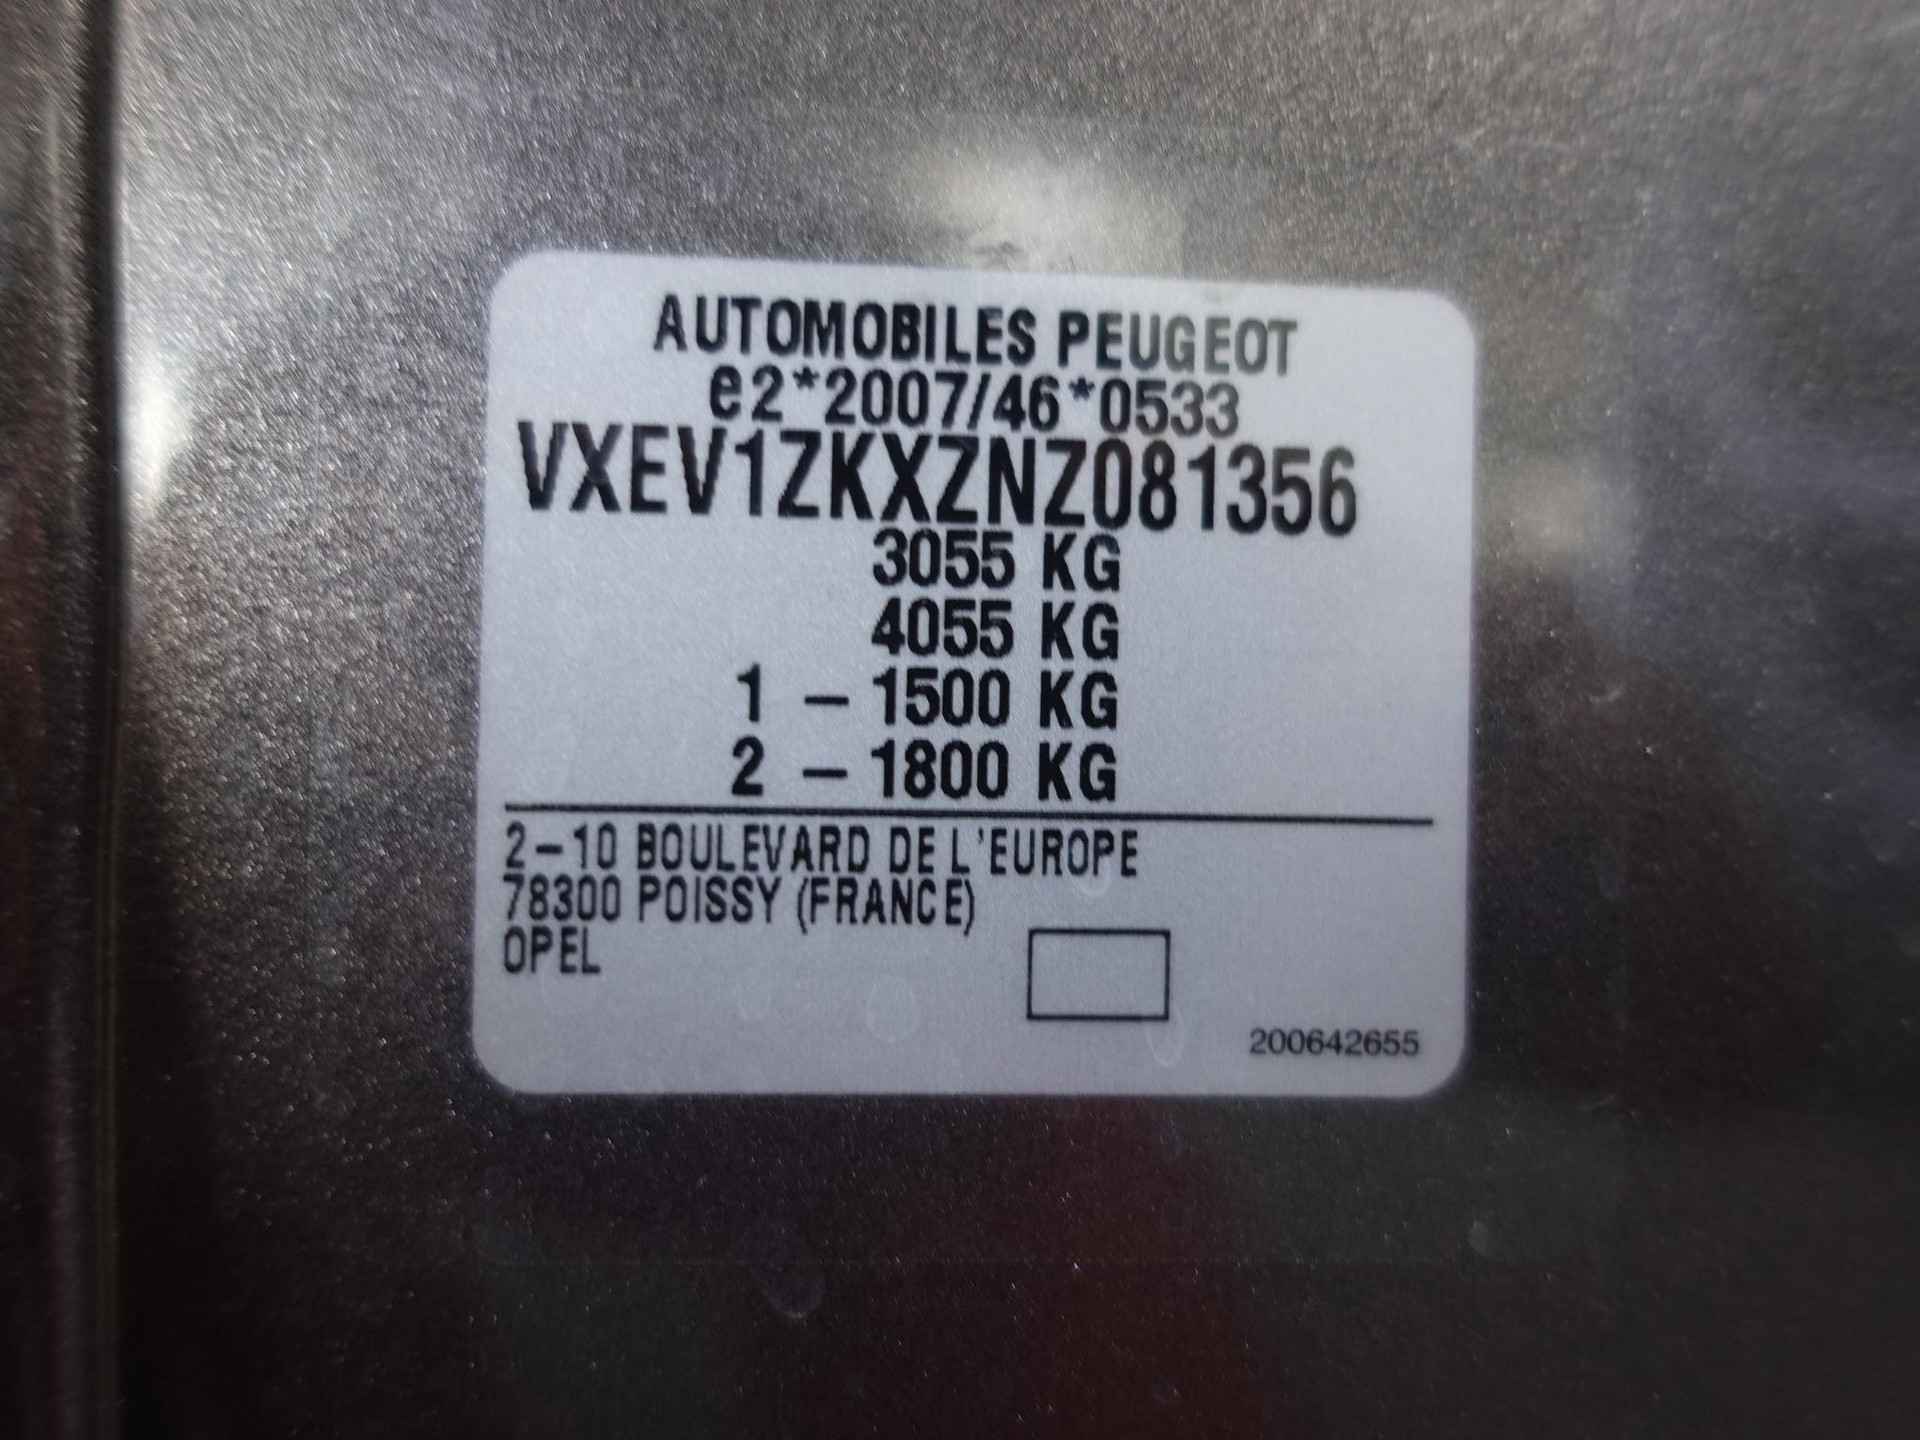 AUTOMOBILES PEUGEOT
e2*2007/46*0533
VXEV1ZKXZNZ081356
3055 KG
4055 KG
1 – 1500 KG
2 – 1800 KG
2–10 BOULEVARD DE L'EUROPE
78300 POISSY (FRANCE)
OPEL
200642655